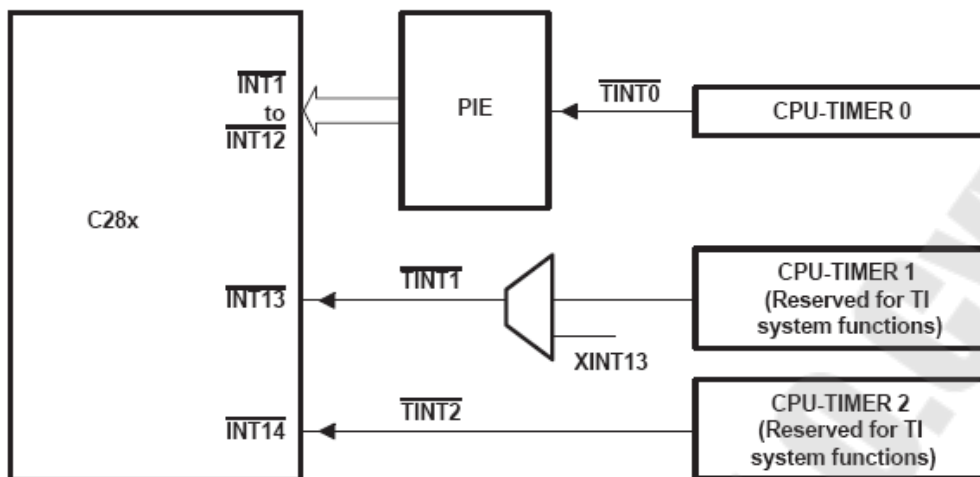 INT1
to
INT12
PIE
TINT0
CPU-TIMER 0
C28x
INT13
TINT1
XINT13
CPU-TIMER 1
(Reserved for TI
system functions)
INT14
TINT2
CPU-TIMER 2
(Reserved for TI
system functions)